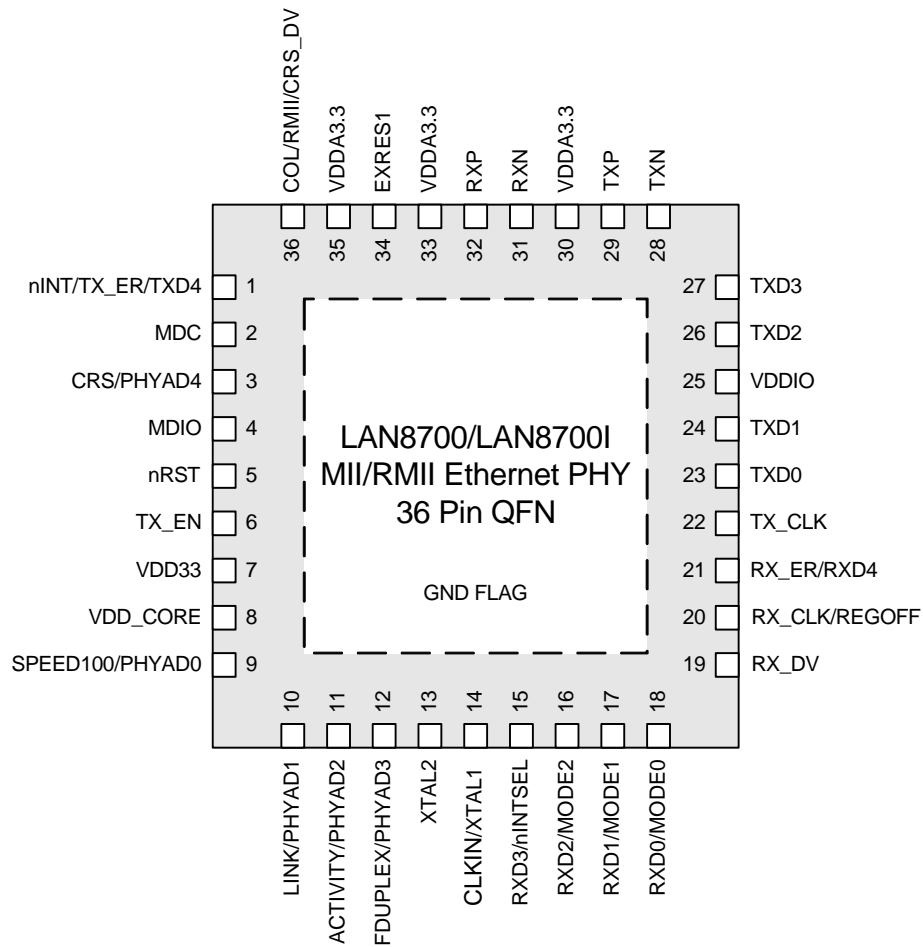 COL/RMII/CRS_DV
VDDA3.3
EXRES1
VDDA3.3
RXP
RXN
VDDA3.3
TXP
TXN
36
35
34
33
32
31
30
29
28
nINT/TX_ER/TXD4 1
MDC 2
CRS/PHYAD4 3
MDIO 4
nRST 5
TX_EN 6
VDD33 7
VDD_CORE 8
SPEED100/PHYAD0 9
LAN8700/LAN8700I
MII/RMII Ethernet PHY
36 Pin QFN
GND FLAG
27 TXD3
26 TXD2
25 VDDIO
24 TXD1
23 TXD0
22 TX_CLK
21 RX_ER/RXD4
20 RX_CLK/REGOFF
19 RX_DV
10
11
12
13
14
15
16
17
18
LINK/PHYAD1
ACTIVITY/PHYAD2
FDUPLEX/PHYAD3
XTAL2
CLKIN/XTAL1
RXD3/nINTSEL
RXD2/MODE2
RXD1/MODE1
RXD0/MODE0